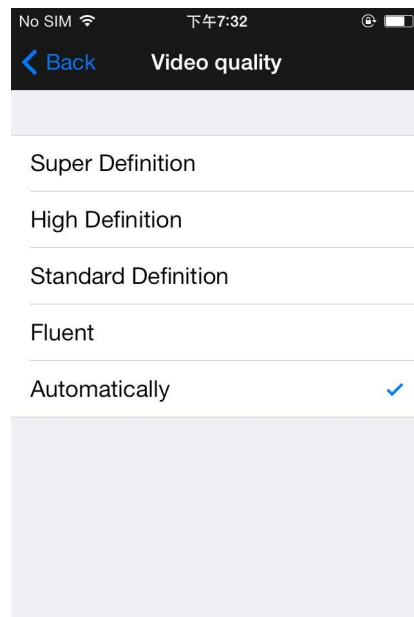 No SIM 下午7:32
Back Video quality
Super Definition
High Definition
Standard Definition
Fluent
Automatically